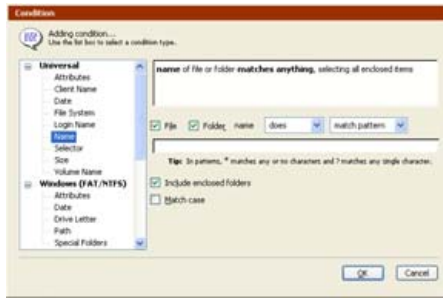 Condition
Adding condition...
Use the list box to select a condition type.
Universal
Attributes
Client Name
Date
File System
Login Name
Name
Selector
Size
Volume Name
Windows (FAT/NTFS)
Attributes
Date
Drive Letter
Path
Special Folders
name of file or folder matches anything, selecting all enclosed items
File Folder name does match pattern
Tip: In patterns, * matches any or no characters and ? matches any single character.
Include enclosed folders
Match case
OK Cancel